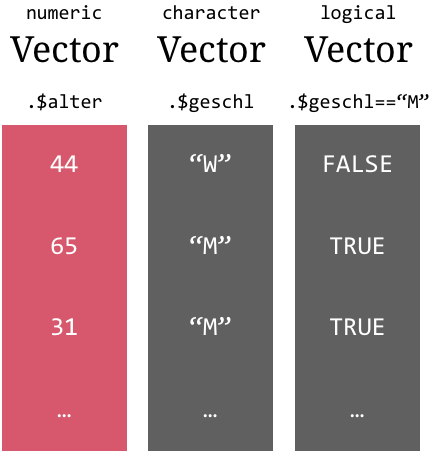 numeric character logical
Vector Vector Vector
.$alter .$geschl .$geschl==“M”
44 “W” FALSE
65 “M” TRUE
31 “M” TRUE
… … …